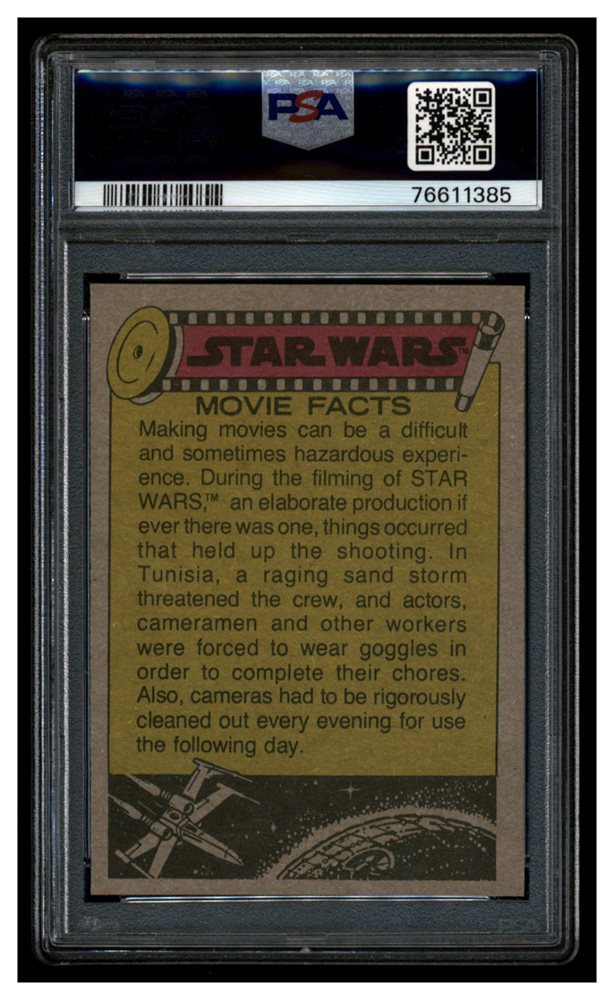 PSA
76611385
STAR WARS™
MOVIE FACTS
Making movies can be a difficult
and sometimes hazardous experi-
ence. During the filming of STAR
WARS,™ an elaborate production if
ever there was one, things occurred
that held up the shooting. In
Tunisia, a raging sand storm
threatened the crew, and actors,
cameramen and other workers
were forced to wear goggles in
order to complete their chores.
Also, cameras had to be rigorously
cleaned out every evening for use
the following day.
PSA